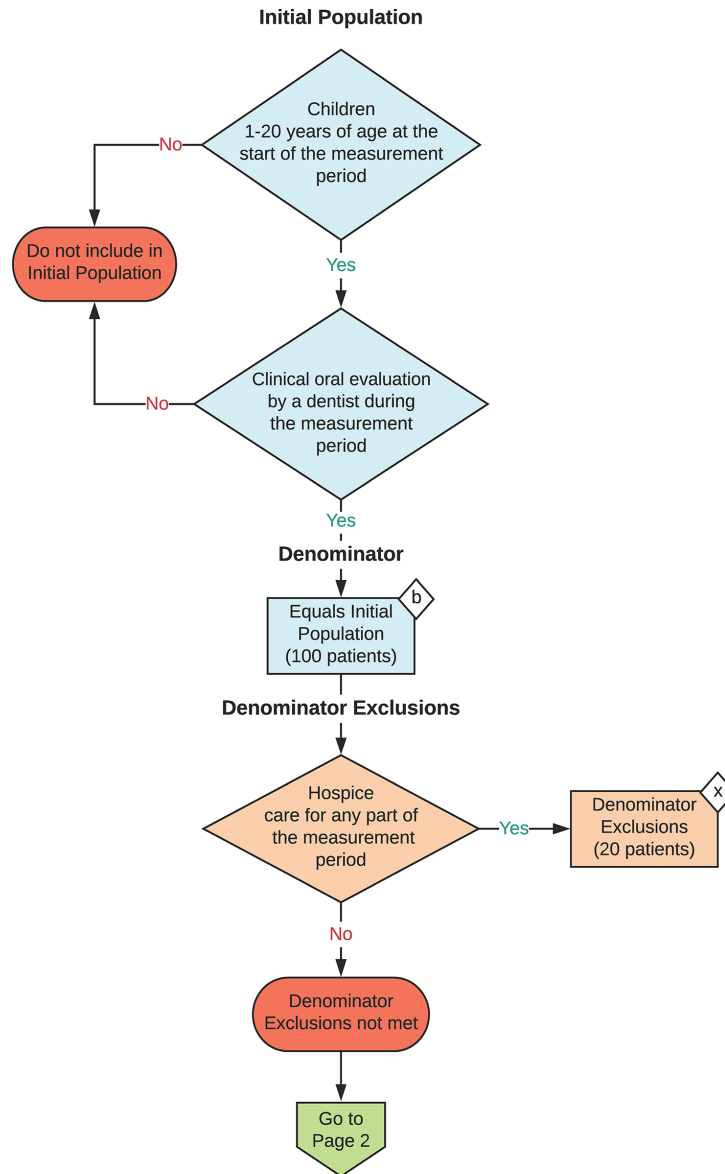 Initial Population
Children
1-20 years of age at the
start of the measurement
period
No
Do not include in
Initial Population
Yes
Clinical oral evaluation
by a dentist during
the measurement
period
No
Yes
Denominator
b
Equals Initial
Population
(100 patients)
Denominator Exclusions
Hospice
care for any part of
the measurement
period
Yes
x
Denominator
Exclusions
(20 patients)
No
Denominator
Exclusions not met
Go to
Page 2